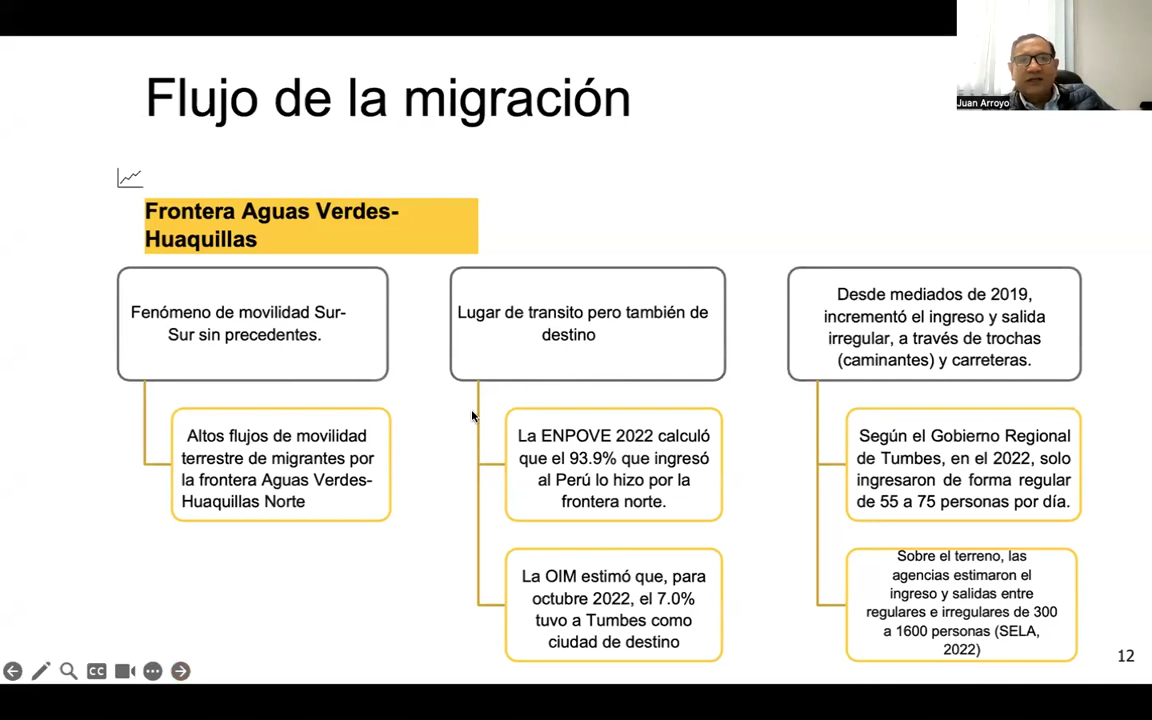 Juan Arroyo
Flujo de la migración
Frontera Aguas Verdes-
Huaquillas
Fenómeno de movilidad Sur-
Sur sin precedentes.
Altos flujos de movilidad
terrestre de migrantes por
la frontera Aguas Verdes-
Huaquillas Norte
Lugar de transito pero también de
destino
La ENPOVE 2022 calculó
que el 93.9% que ingresó
al Perú lo hizo por la
frontera norte.
La OIM estimó que, para
octubre 2022, el 7.0%
tuvo a Tumbes como
ciudad de destino
Desde mediados de 2019,
incrementó el ingreso y salida
irregular, a través de trochas
(caminantes) y carreteras.
Según el Gobierno Regional
de Tumbes, en el 2022, solo
ingresaron de forma regular
de 55 a 75 personas por día.
Sobre el terreno, las
agencias estimaron el
ingreso y salidas entre
regulares e irregulares de 300
a 1600 personas (SELA,
2022)
12
CC